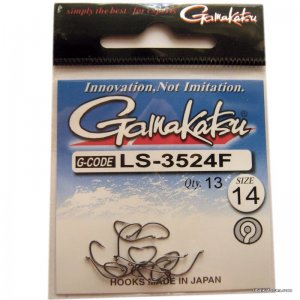 simply the best - for experts
Gamakatsu
Innovation, Not Imitation.
Gamakatsu
G-CODE LS-3524F
Qty. 13
SIZE
14
HOOKS MADE IN JAPAN